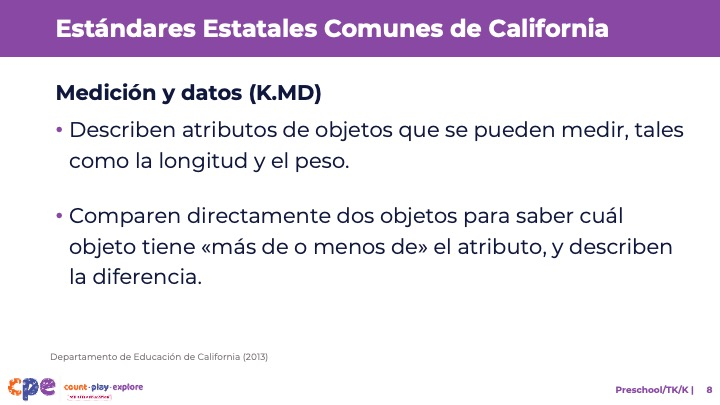 Estándares Estatales Comunes de California
Medición y datos (K.MD)
• Describen atributos de objetos que se pueden medir, tales
como la longitud y el peso.
• Comparen directamente dos objetos para saber cuál
objeto tiene «más de o menos de» el atributo, y describen
la diferencia.
Departamento de Educación de California (2013)
cpe count·play·explore
Preschool/TK/K | 8